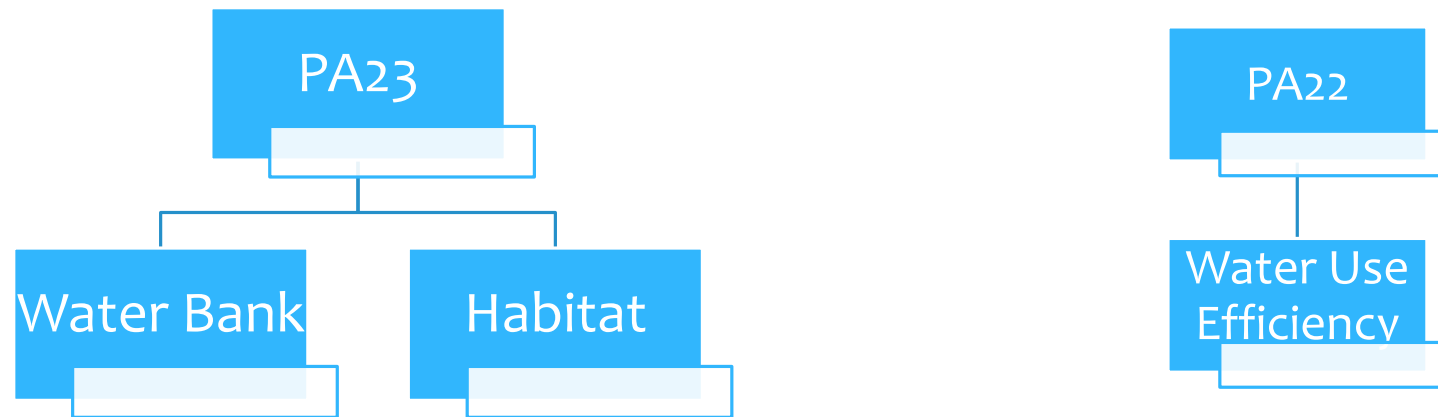 PA23
PA22
Water Bank
Habitat
Water Use
Efficiency